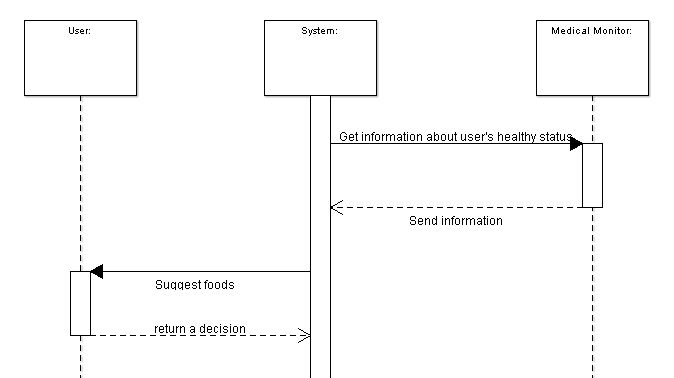 User:
System:
Medical Monitor:
Get information about user's healthy status
Send information
Suggest foods
return a decision